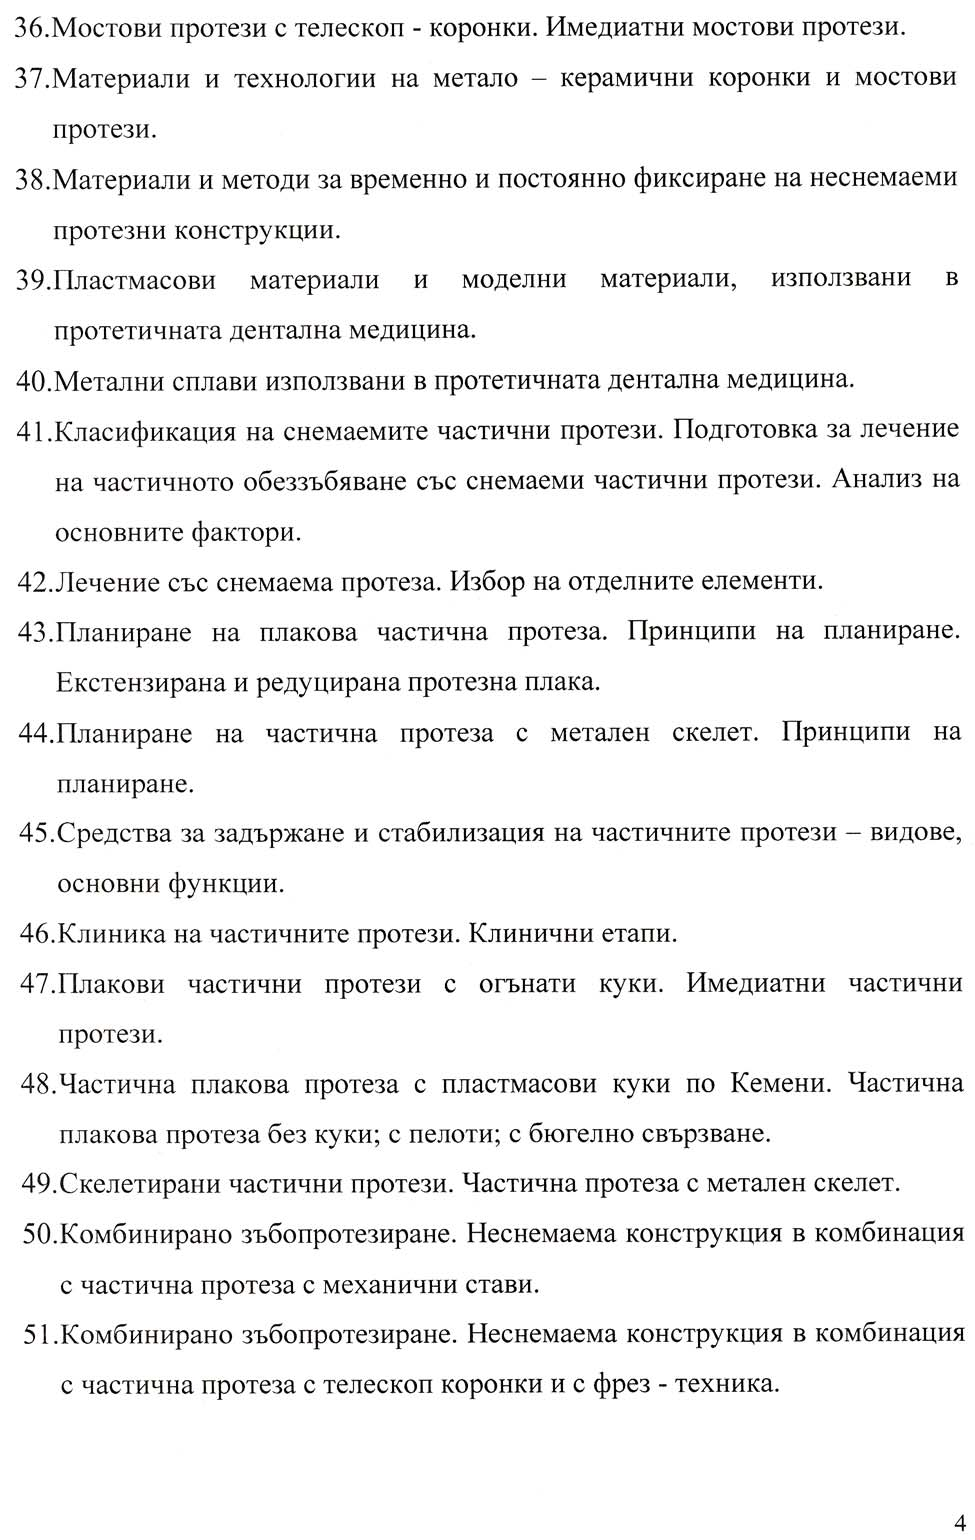 36.Мостови протези с телескоп - коронки. Имедиатни мостови протези.
37.Материали и технологии на метало – керамични коронки и мостови
протези.
38.Материали и методи за временно и постоянно фиксиране на неснемаеми
протезни конструкции.
39.Пластмасови материали и моделни материали, използвани в
протетичната дентална медицина.
40.Метални сплави използвани в протетичната дентална медицина.
41.Класификация на снемаемите частични протези. Подготовка за лечение
на частичното обеззъбяване със снемаеми частични протези. Анализ на
основните фактори.
42.Лечение със снемаема протеза. Избор на отделните елементи.
43.Планиране на плакова частична протеза. Принципи на планиране.
Екстензирана и редуцирана протезна плака.
44.Планиране на частична протеза с метален скелет. Принципи на
планиране.
45.Средства за задържане и стабилизация на частичните протези – видове,
основни функции.
46.Клиника на частичните протези. Клинични етапи.
47.Плакови частични протези с огънати куки. Имедиатни частични
протези.
48.Частична плакова протеза с пластмасови куки по Кемени. Частична
плакова протеза без куки; с пелоти; с бюгелно свързване.
49.Скелетирани частични протези. Частична протеза с метален скелет.
50.Комбинирано зъбопротезиране. Неснемаема конструкция в комбинация
с частична протеза с механични стави.
51.Комбинирано зъбопротезиране. Неснемаема конструкция в комбинация
с частична протеза с телескоп коронки и с фрез - техника.
4